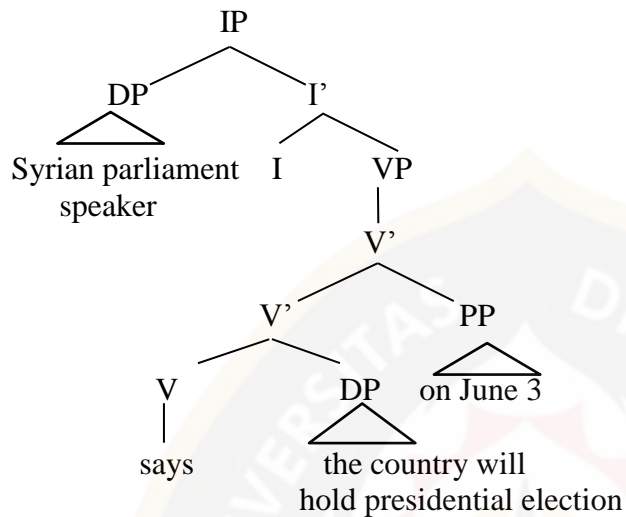 IP
DP I’
Syrian parliament I VP
speaker
V’
V’ PP
V DP on June 3
says the country will
hold presidential election